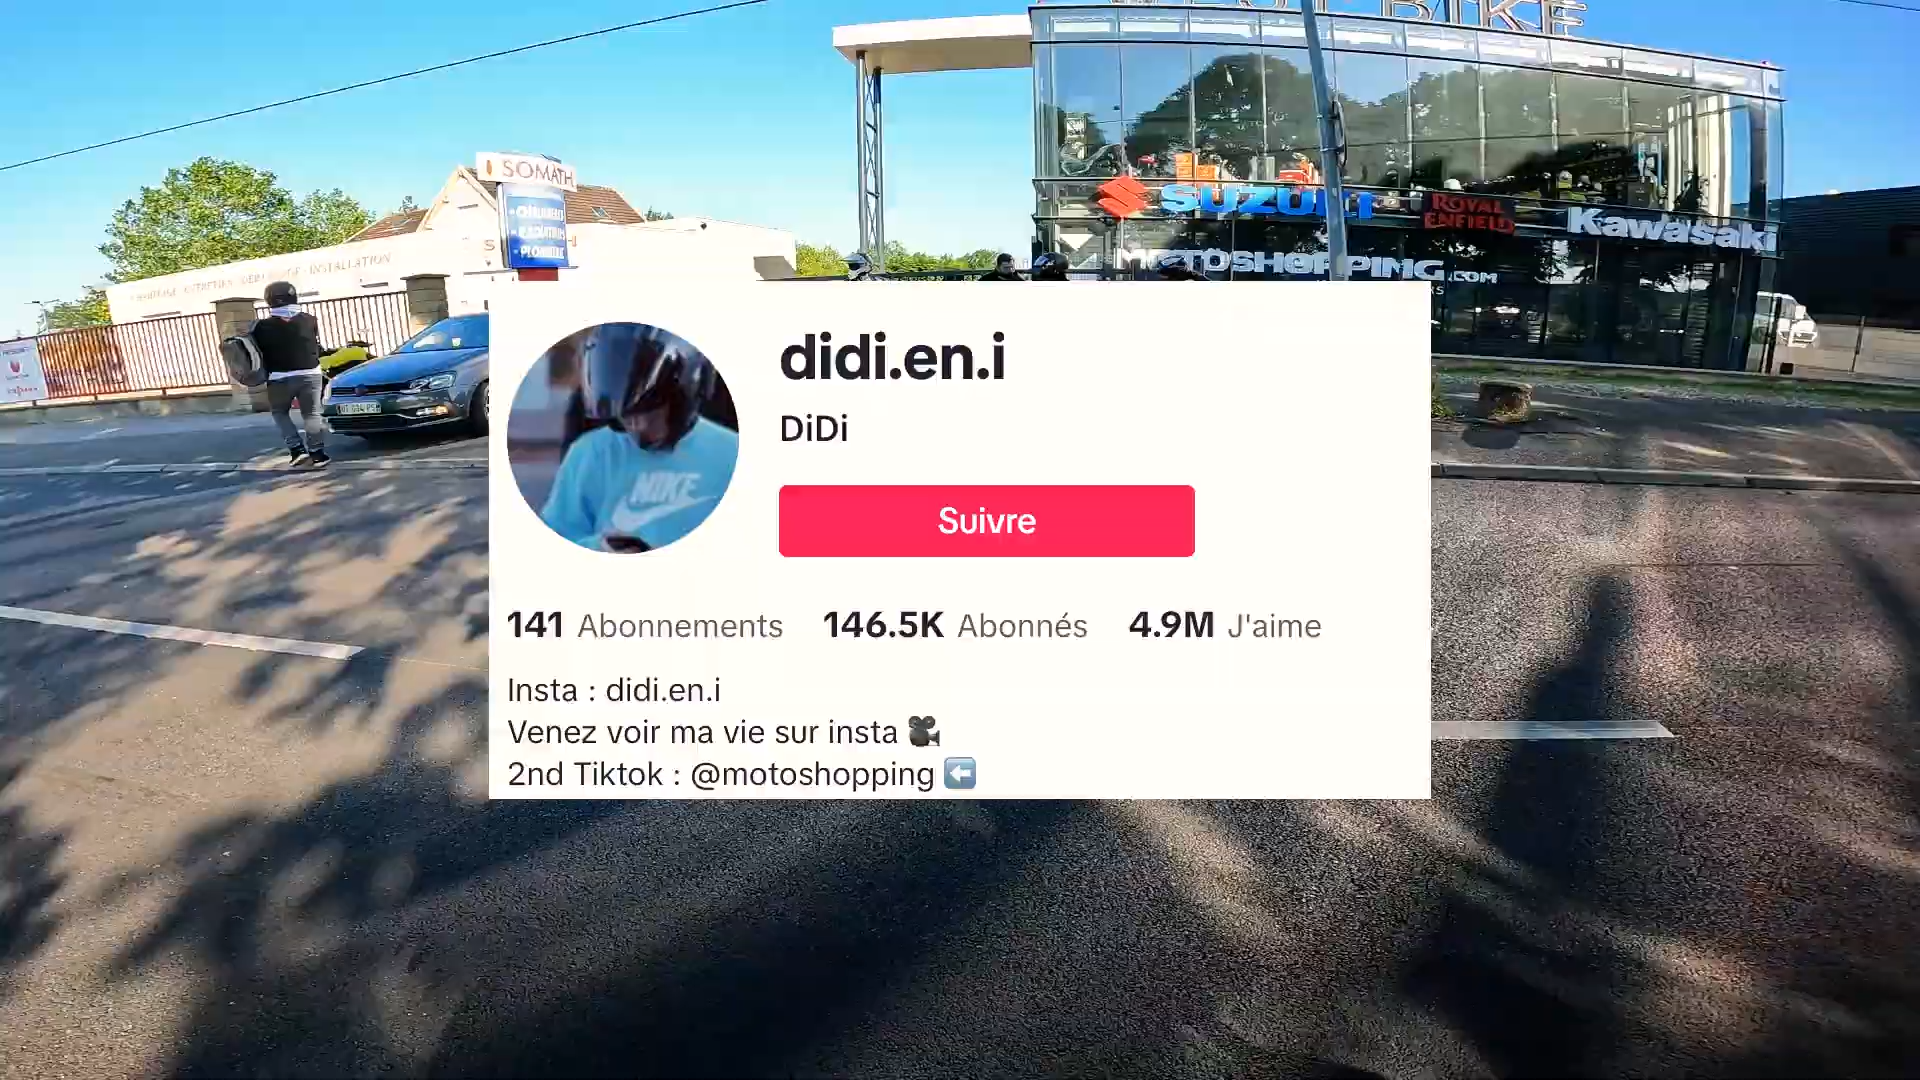 SOMATH
SUZUKI
ROYAL
ENFIELD
Kawasaki
MOTOSHOPPING.COM
didi.en.i
DiDi
NIKE
Suivre
141 Abonnements 146.5K Abonnés 4.9M J'aime
Insta : didi.en.i
Venez voir ma vie sur insta 🎥
2nd Tiktok : @motoshopping ⬅️